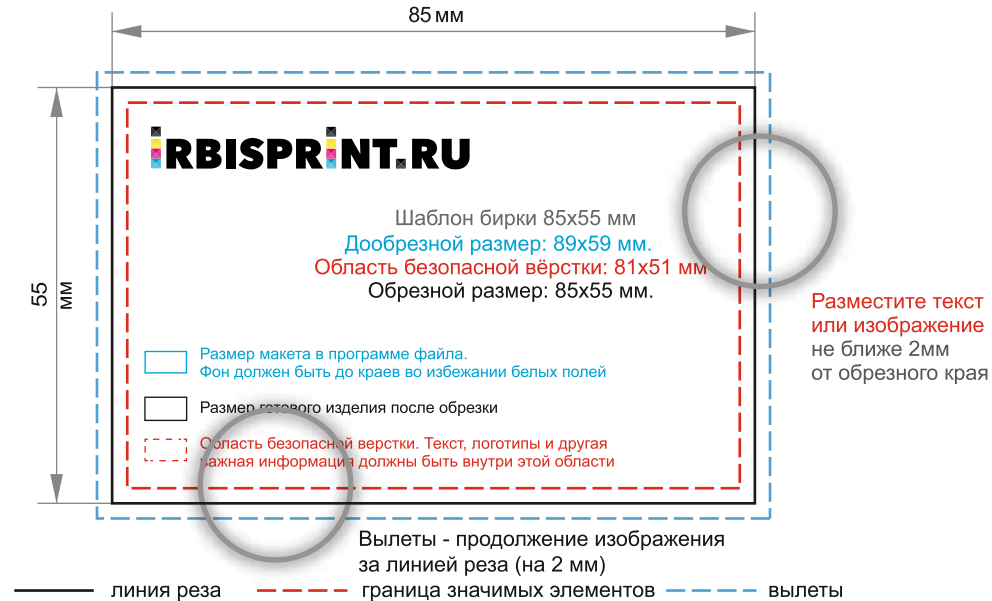 85 мм
55 мм
iRBISPRiNT.RU
Шаблон бирки 85х55 мм
Дообрезной размер: 89х59 мм.
Область безопасной вёрстки: 81х51 мм
Обрезной размер: 85х55 мм.
Размер макета в программе файла.
Фон должен быть до краев во избежании белых полей
Размер готового изделия после обрезки
Область безопасной верстки. Текст, логотипы и другая
важная информация должны быть внутри этой области
Разместите текст
или изображение
не ближе 2мм
от обрезного края
Вылеты - продолжение изображения
за линией реза (на 2 мм)
линия реза
граница значимых элементов
вылеты